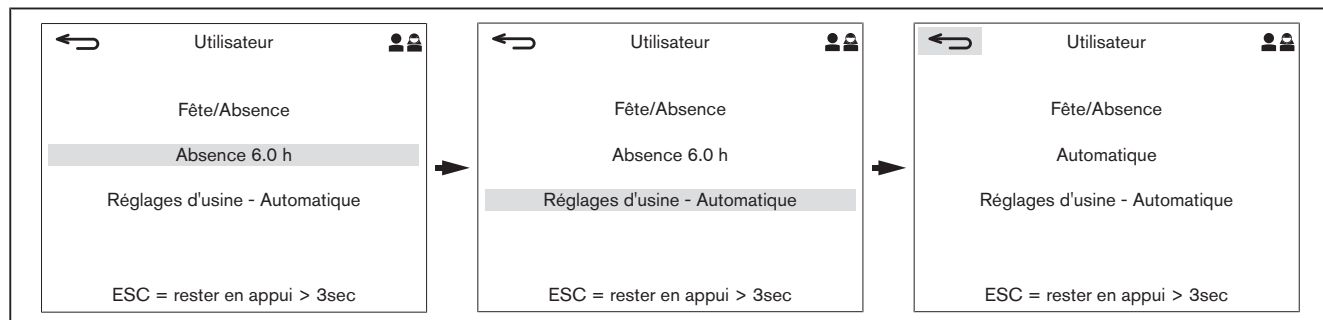 Utilisateur
Fête/Absence
Absence 6.0 h
Réglages d'usine - Automatique
ESC = rester en appui > 3sec
Utilisateur
Fête/Absence
Absence 6.0 h
Réglages d'usine - Automatique
ESC = rester en appui > 3sec
Utilisateur
Fête/Absence
Automatique
Réglages d'usine - Automatique
ESC = rester en appui > 3sec